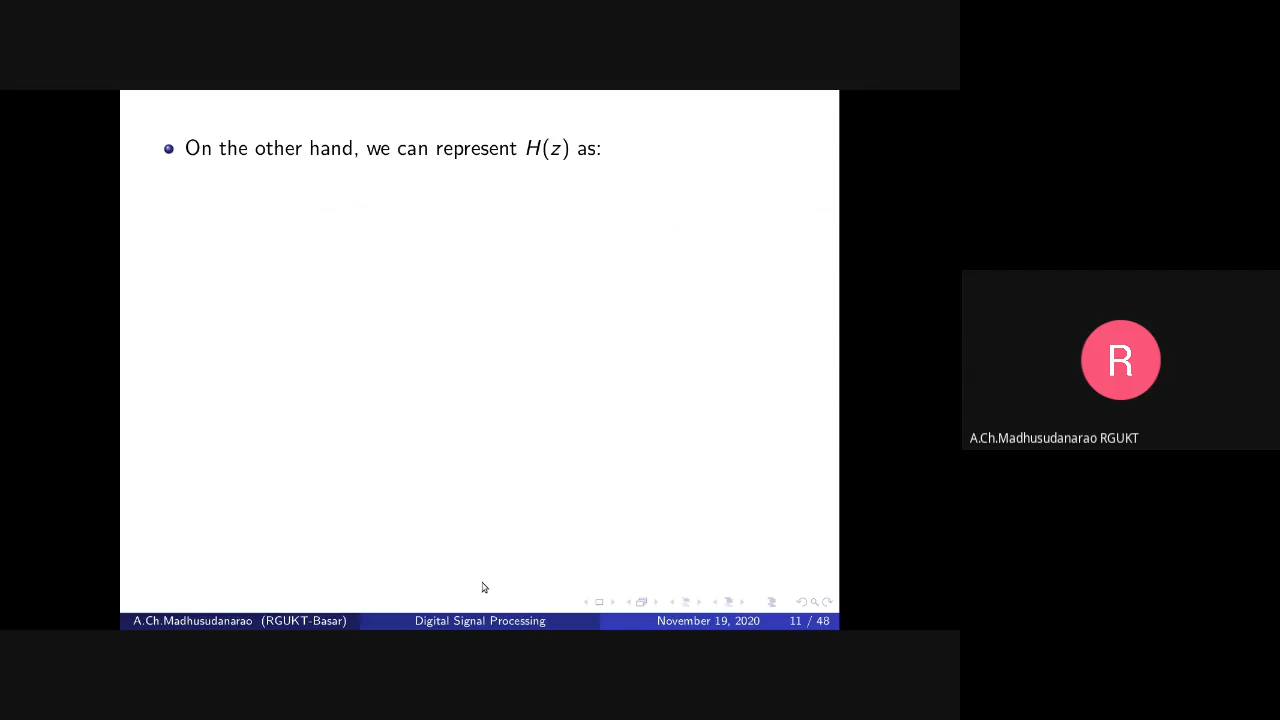 On the other hand, we can represent H(z) as:
R
A.Ch.Madhusudanarao RGUKT
A.Ch.Madhusudanarao (RGUKT-Basar) Digital Signal Processing November 19, 2020 11 / 48